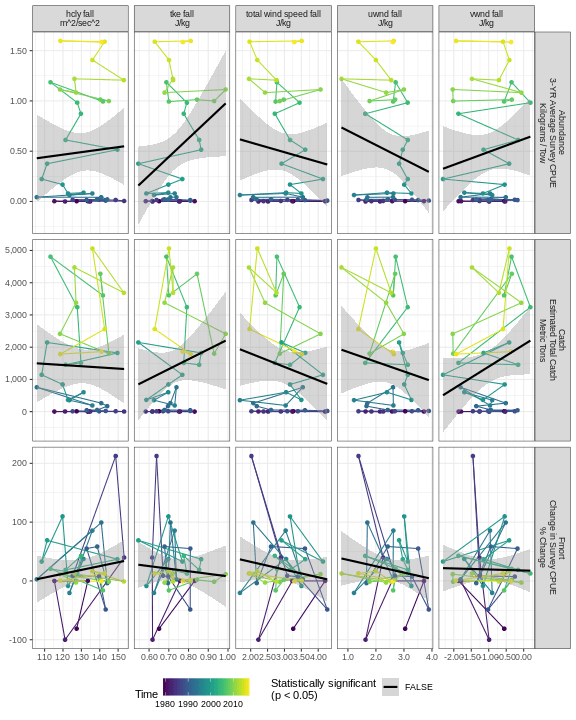 hcly fall
m^2/sec^2
tke fall
J/kg
total wind speed fall
J/kg
uwnd fall
J/kg
vwnd fall
J/kg
1.50
1.00
0.50
0.00
Abundance
3-YR Average Survey CPUE
Kilograms / Tow
5,000
4,000
3,000
2,000
1,000
0
Catch
Estimated Total Catch
Metric Tons
200
100
0
-100
Fmort
Change in Survey CPUE
% Change
110 120 130 140 150
0.60 0.70 0.80 0.90 1.00
2.00 2.50 3.00 3.50 4.00
1.0 2.0 3.0 4.0
-2.00 -1.50 -1.00 -0.50 0.00
Time
1980 1990 2000 2010
Statistically significant
(p < 0.05)
FALSE